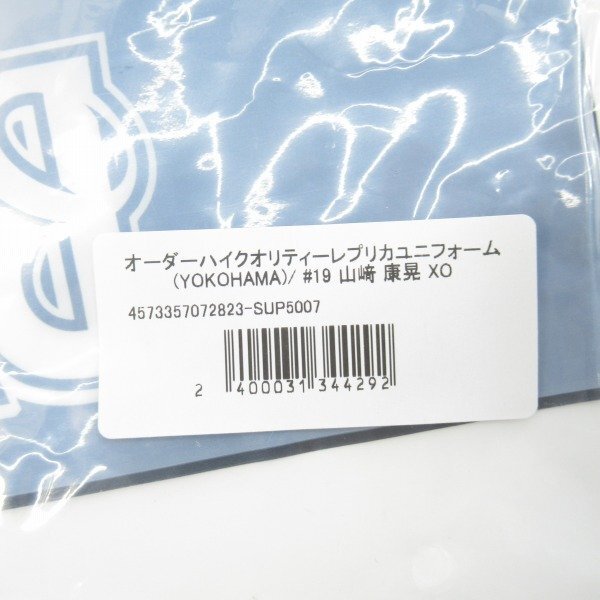 オーダーハイクオリティーレプリカユニフォーム
(YOKOHAMA)/ #19 山﨑 康晃 XO
4573357072823-SUP5007
2 400031 344292